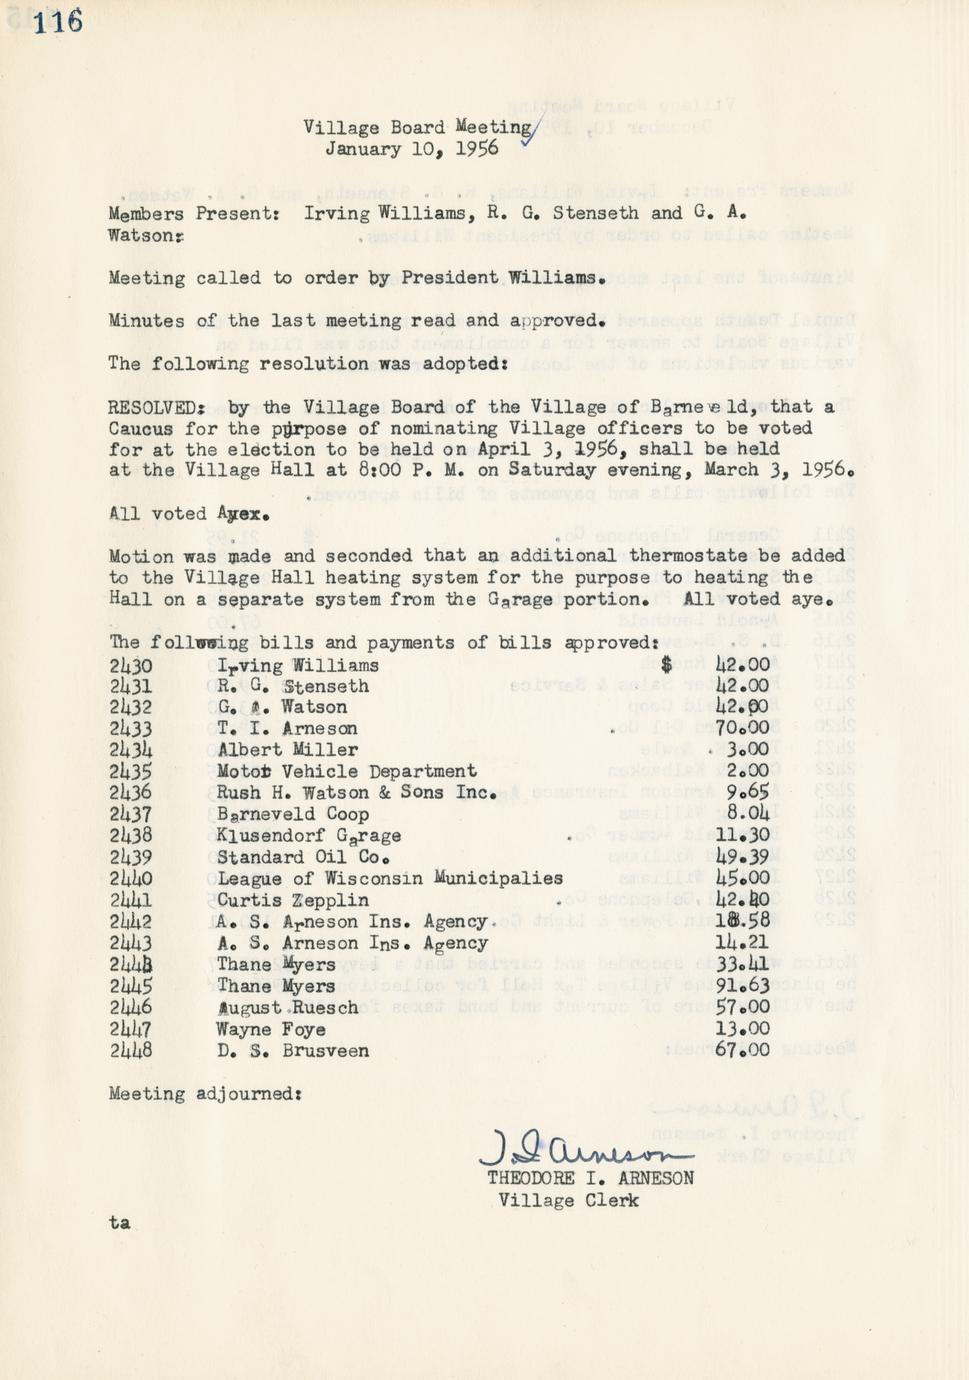 116
Village Board Meeting
January 10, 1956
Members Present: Irving Williams, R. G. Stenseth and G. A.
Watson:
Meeting called to order by President Williams.
Minutes of the last meeting read and approved.
The following resolution was adopted:
RESOLVED: by the Village Board of the Village of Barneveld, that a
Caucus for the purpose of nominating Village officers to be voted
for at the election to be held on April 3, 1956, shall be held
at the Village Hall at 8:00 P. M. on Saturday evening, March 3, 1956.
All voted
Motion was made and seconded that an additional thermostate be added
to the Village Hall heating system for the purpose to heating the
Hall on a separate system from the Garage portion. All voted aye.
The following bills and payments of bills approved:
2430 Irving Williams $ 42.00
2431 R. G. Stenseth 42.00
2432 G. A. Watson 42.00
2433 T. I. Arneson 70.00
2434 Albert Miller 3.00
2435 Motor Vehicle Department 2.00
2436 Rush H. Watson & Sons Inc. 9.65
2437 Barneveld Coop 8.04
2438 Klusendorf Garage 11.30
2439 Standard Oil Co. 49.39
2440 League of Wisconsin Municipalies 45.00
2441 Curtis Zepplin
2442 A. S. Arneson Ins. Agency.
2443 A. S. Arneson Ins. Agency 14.21
2444 Thane Myers 33.41
2445 Thane Myers 91.63
2446 August Ruesch 57.00
2447 Wayne Foye 13.00
2448 D. S. Brusveen 67.00
Meeting adjourned:
T I Arneson
THEODORE I. ARNESON
Village Clerk
ta